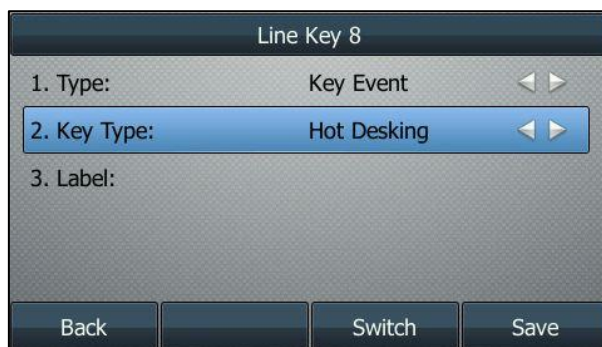 Line Key 8
1. Type: Key Event
2. Key Type: Hot Desking
3. Label:
Back Switch Save